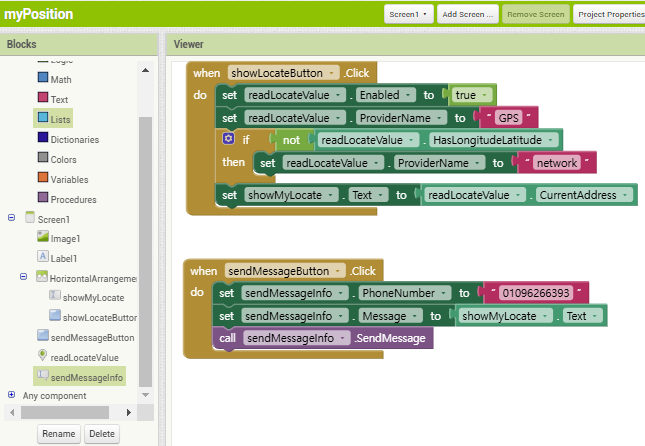 myPosition
Screen1
Add Screen ...
Remove Screen
Project Properties
Blocks
Viewer
Logic
Math
Text
Lists
Dictionaries
Colors
Variables
Procedures
Screen1
Image1
Label1
HorizontalArrangeme
showMyLocate
showLocateButton
sendMessageButton
readLocateValue
sendMessageInfo
Any component
Rename Delete
when showLocateButton .Click
do set readLocateValue . Enabled to true
set readLocateValue . ProviderName to " GPS "
if not readLocateValue . HasLongitudeLatitude
then set readLocateValue . ProviderName to " network "
set showMyLocate . Text to readLocateValue . CurrentAddress
when sendMessageButton .Click
do set sendMessageInfo . PhoneNumber to " 01096266393 "
set sendMessageInfo . Message to showMyLocate . Text
call sendMessageInfo .SendMessage